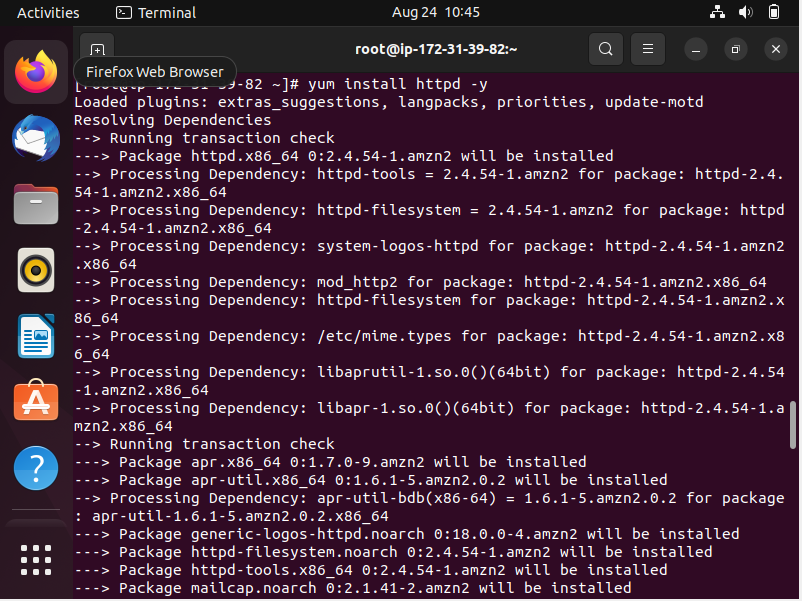 Activities
Terminal
Aug 24 10:45
root@ip-172-31-39-82:~
Firefox Web Browser
[root@ip-172-31-39-82 ~]# yum install httpd -y
Loaded plugins: extras_suggestions, langpacks, priorities, update-motd
Resolving Dependencies
--> Running transaction check
---> Package httpd.x86_64 0:2.4.54-1.amzn2 will be installed
--> Processing Dependency: httpd-tools = 2.4.54-1.amzn2 for package: httpd-2.4.
54-1.amzn2.x86_64
--> Processing Dependency: httpd-filesystem = 2.4.54-1.amzn2 for package: httpd
-2.4.54-1.amzn2.x86_64
--> Processing Dependency: system-logos-httpd for package: httpd-2.4.54-1.amzn2
.x86_64
--> Processing Dependency: mod_http2 for package: httpd-2.4.54-1.amzn2.x86_64
--> Processing Dependency: httpd-filesystem for package: httpd-2.4.54-1.amzn2.x
86_64
--> Processing Dependency: /etc/mime.types for package: httpd-2.4.54-1.amzn2.x8
6_64
--> Processing Dependency: libaprutil-1.so.0()(64bit) for package: httpd-2.4.54
-1.amzn2.x86_64
--> Processing Dependency: libapr-1.so.0()(64bit) for package: httpd-2.4.54-1.a
mzn2.x86_64
--> Running transaction check
---> Package apr.x86_64 0:1.7.0-9.amzn2 will be installed
---> Package apr-util.x86_64 0:1.6.1-5.amzn2.0.2 will be installed
--> Processing Dependency: apr-util-bdb(x86-64) = 1.6.1-5.amzn2.0.2 for package
: apr-util-1.6.1-5.amzn2.0.2.x86_64
---> Package generic-logos-httpd.noarch 0:18.0.0-4.amzn2 will be installed
---> Package httpd-filesystem.noarch 0:2.4.54-1.amzn2 will be installed
---> Package httpd-tools.x86_64 0:2.4.54-1.amzn2 will be installed
---> Package mailcap.noarch 0:2.1.41-2.amzn2 will be installed